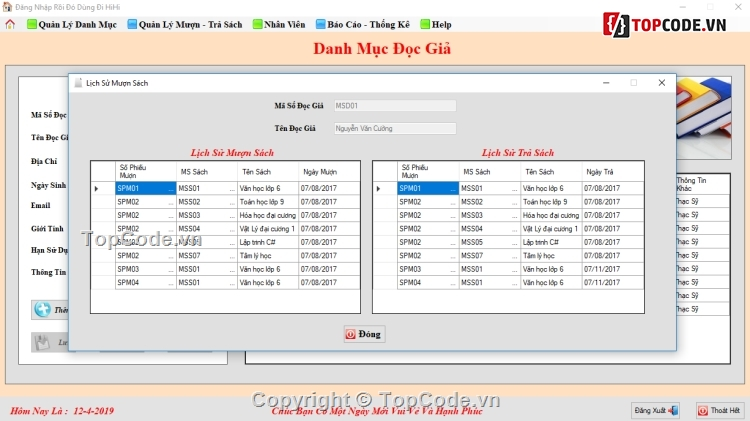 Đăng Nhập Rồi Đó Dùng Đi HiHi
Quản Lý Danh Mục Quản Lý Mượn - Trả Sách Nhân Viên Báo Cáo - Thống Kê Help
TOPCODE.VN
Danh Mục Đọc Giả
Lịch Sử Mượn Sách
Mã Số Đọc Giả MSD01
Tên Đọc Giả Nguyễn Văn Cường
Mã Số Đọc
Tên Đọc Gi
Địa Chỉ
Ngày Sinh
Email
Giới Tính
Hạn Sử Dụ
Thông Tin
Lịch Sử Mượn Sách
Số Phiếu Mượn MS Sách Tên Sách Ngày Mượn
SPM01 ... MSS01 ... Văn học lớp 6 07/08/2017
SPM02 ... MSS02 ... Toán học lớp 9 07/08/2017
SPM02 ... MSS03 ... Hóa học đại cương 07/08/2017
SPM02 ... MSS04 ... Vật Lý đại cương 1 07/08/2017
SPM02 ... MSS05 ... Lập trình C# 07/08/2017
SPM02 ... MSS07 ... Tâm lý học 07/08/2017
SPM03 ... MSS01 ... Văn học lớp 6 07/08/2017
SPM04 ... MSS01 ... Văn học lớp 6 07/08/2017
Lịch Sử Trả Sách
Số Phiếu Mượn MS Sách Tên Sách Ngày Trả
SPM01 ... MSS01 ... Văn học lớp 6 07/08/2017
SPM02 ... MSS02 ... Toán học lớp 9 07/08/2017
SPM02 ... MSS03 ... Hóa học đại cương 07/08/2017
SPM02 ... MSS04 ... Vật Lý đại cương 1 07/08/2017
SPM02 ... MSS05 ... Lập trình C# 07/08/2017
SPM02 ... MSS07 ... Tâm lý học 07/08/2017
SPM03 ... MSS01 ... Văn học lớp 6 07/11/2017
SPM04 ... MSS01 ... Văn học lớp 6 07/11/2017
Thông Tin
Khác
Thạc Sỹ
Thạc Sỹ
Thạc Sỹ
Thạc Sỹ
Thạc Sỹ
Thạc Sỹ
Thạc Sỹ
Thạc Sỹ
Thạc Sỹ
TopCode.vn
Đóng
Copyright © TopCode.vn
Hôm Nay Là : 12-4-2019
Chúc Bạn Có Một Ngày Mới Vui Vẻ Và Hạnh Phúc
Đăng Xuất
Thoát Hết